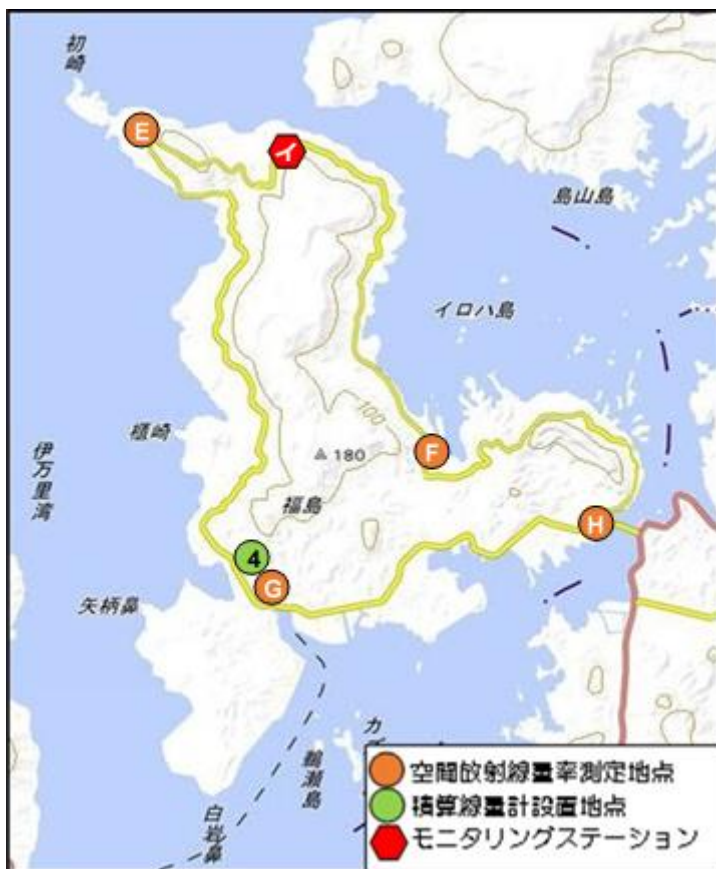 初崎
E
イ
鳥山島
イロハ島
100
櫃崎
180
F
伊万里湾
福島
H
4
G
矢柄鼻
鵜瀬島
白岩鼻
空間放射線量率測定地点
積算線量計設置地点
モニタリングステーション